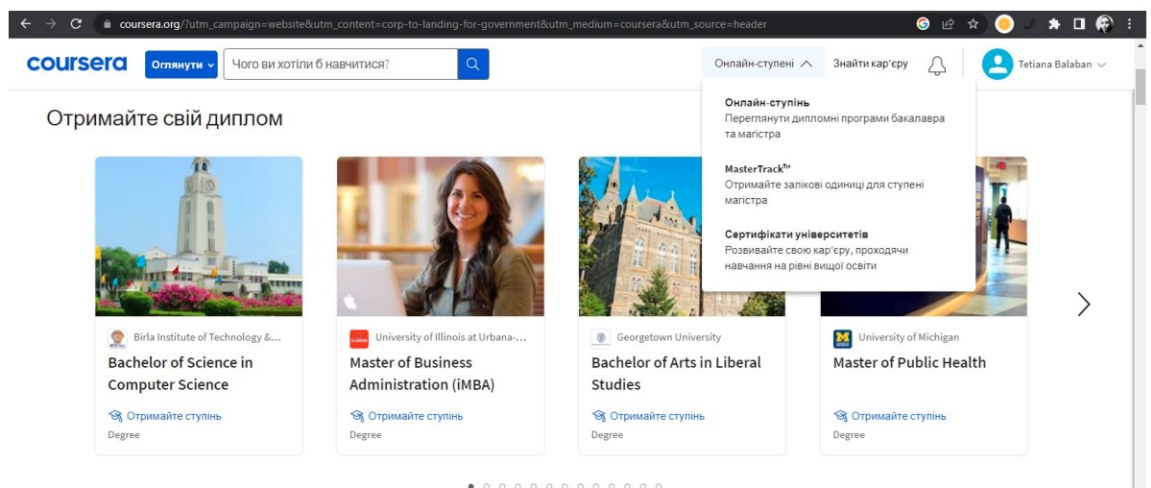 coursera.org/?utm_campaign=website&utm_content=corp-to-landing-for-government&utm_medium=coursera&utm_source=header
coursera
Оглянути
Чого ви хотіли б навчитися?
Онлайн-ступені
Знайти кар'єру
Tetiana Balaban
Онлайн-ступінь
Переглянути дипломні програми бакалавра
та магістра
MasterTrack™
Отримайте залікові одиниці для ступені
магістра
Сертифікати університетів
Розвивайте свою кар'єру, проходячи
навчання на рівні вищої освіти
Отримайте свій диплом
Birla Institute of Technology &...
Bachelor of Science in
Computer Science
Отримайте ступінь
Degree
University of Illinois at Urbana-...
Master of Business
Administration (iMBA)
Отримайте ступінь
Degree
Georgetown University
Bachelor of Arts in Liberal
Studies
Отримайте ступінь
Degree
University of Michigan
Master of Public Health
Отримайте ступінь
Degree